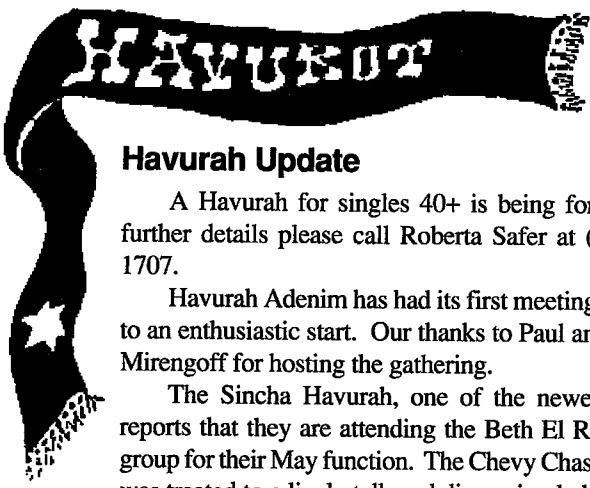 HAVUROT
Havurah Update
A Havurah for singles 40+ is being for
further details please call Roberta Safer at (
1707.
Havurah Adenim has had its first meeting
to an enthusiastic start. Our thanks to Paul an
Mirengoff for hosting the gathering.
The Sincha Havurah, one of the newe
reports that they are attending the Beth El R
group for their May function. The Chevy Chas